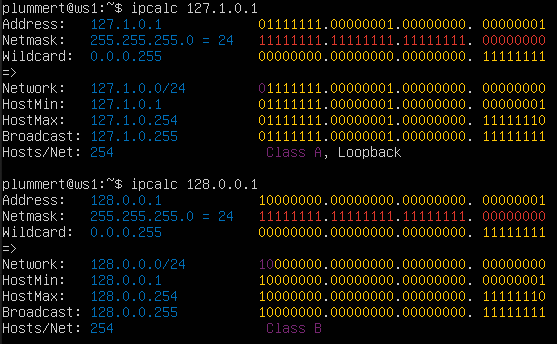 plummert@ws1:~$ ipcalc 127.1.0.1
Address:   127.1.0.1            01111111.00000001.00000000. 00000001
Netmask:   255.255.255.0 = 24   11111111.11111111.11111111. 00000000
Wildcard:  0.0.0.255            00000000.00000000.00000000. 11111111
=>
Network:   127.1.0.0/24         01111111.00000001.00000000. 00000000
HostMin:   127.1.0.1            01111111.00000001.00000000. 00000001
HostMax:   127.1.0.254          01111111.00000001.00000000. 11111110
Broadcast: 127.1.0.255          01111111.00000001.00000000. 11111111
Hosts/Net: 254                   Class A, Loopback
plummert@ws1:~$ ipcalc 128.0.0.1
Address:   128.0.0.1            10000000.00000000.00000000. 00000001
Netmask:   255.255.255.0 = 24   11111111.11111111.11111111. 00000000
Wildcard:  0.0.0.255            00000000.00000000.00000000. 11111111
=>
Network:   128.0.0.0/24         10000000.00000000.00000000. 00000000
HostMin:   128.0.0.1            10000000.00000000.00000000. 00000001
HostMax:   128.0.0.254          10000000.00000000.00000000. 11111110
Broadcast: 128.0.0.255          10000000.00000000.00000000. 11111111
Hosts/Net: 254                   Class B